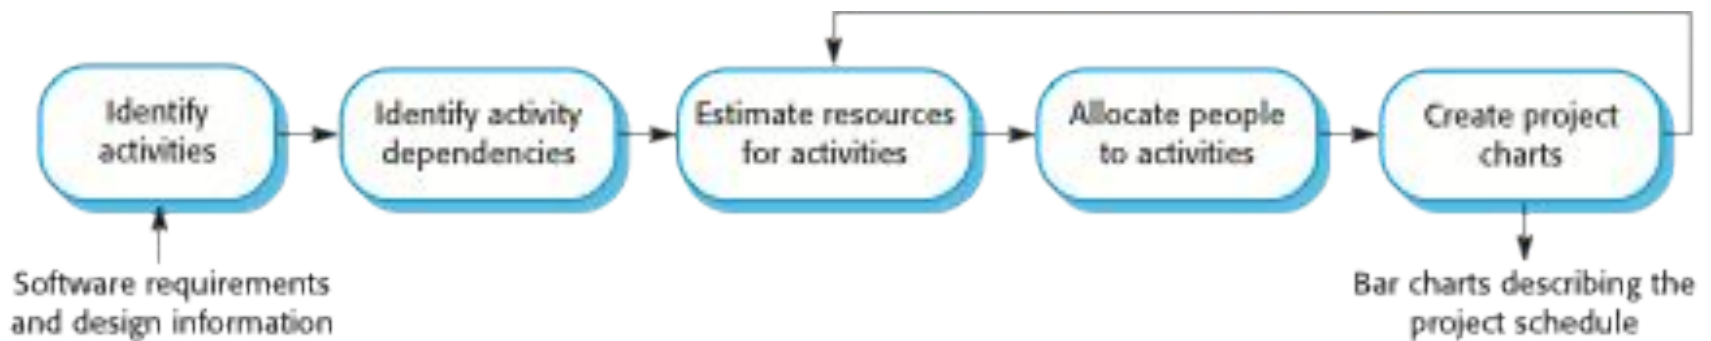 Identify
activities
Identify activity
dependencies
Estimate resources
for activities
Allocate people
to activities
Create project
charts
Software requirements
and design information
Bar charts describing the
project schedule